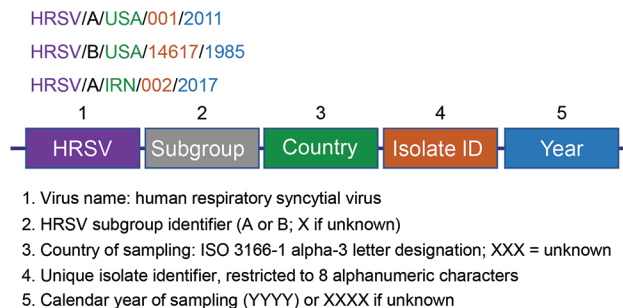 HRSV/A/USA/001/2011
HRSV/B/USA/14617/1985
HRSV/A/IRN/002/2017
1 2 3 4 5
HRSV Subgroup Country Isolate ID Year
1. Virus name: human respiratory syncytial virus
2. HRSV subgroup identifier (A or B; X if unknown)
3. Country of sampling: ISO 3166-1 alpha-3 letter designation; XXX = unknown
4. Unique isolate identifier, restricted to 8 alphanumeric characters
5. Calendar year of sampling (YYYY) or XXXX if unknown